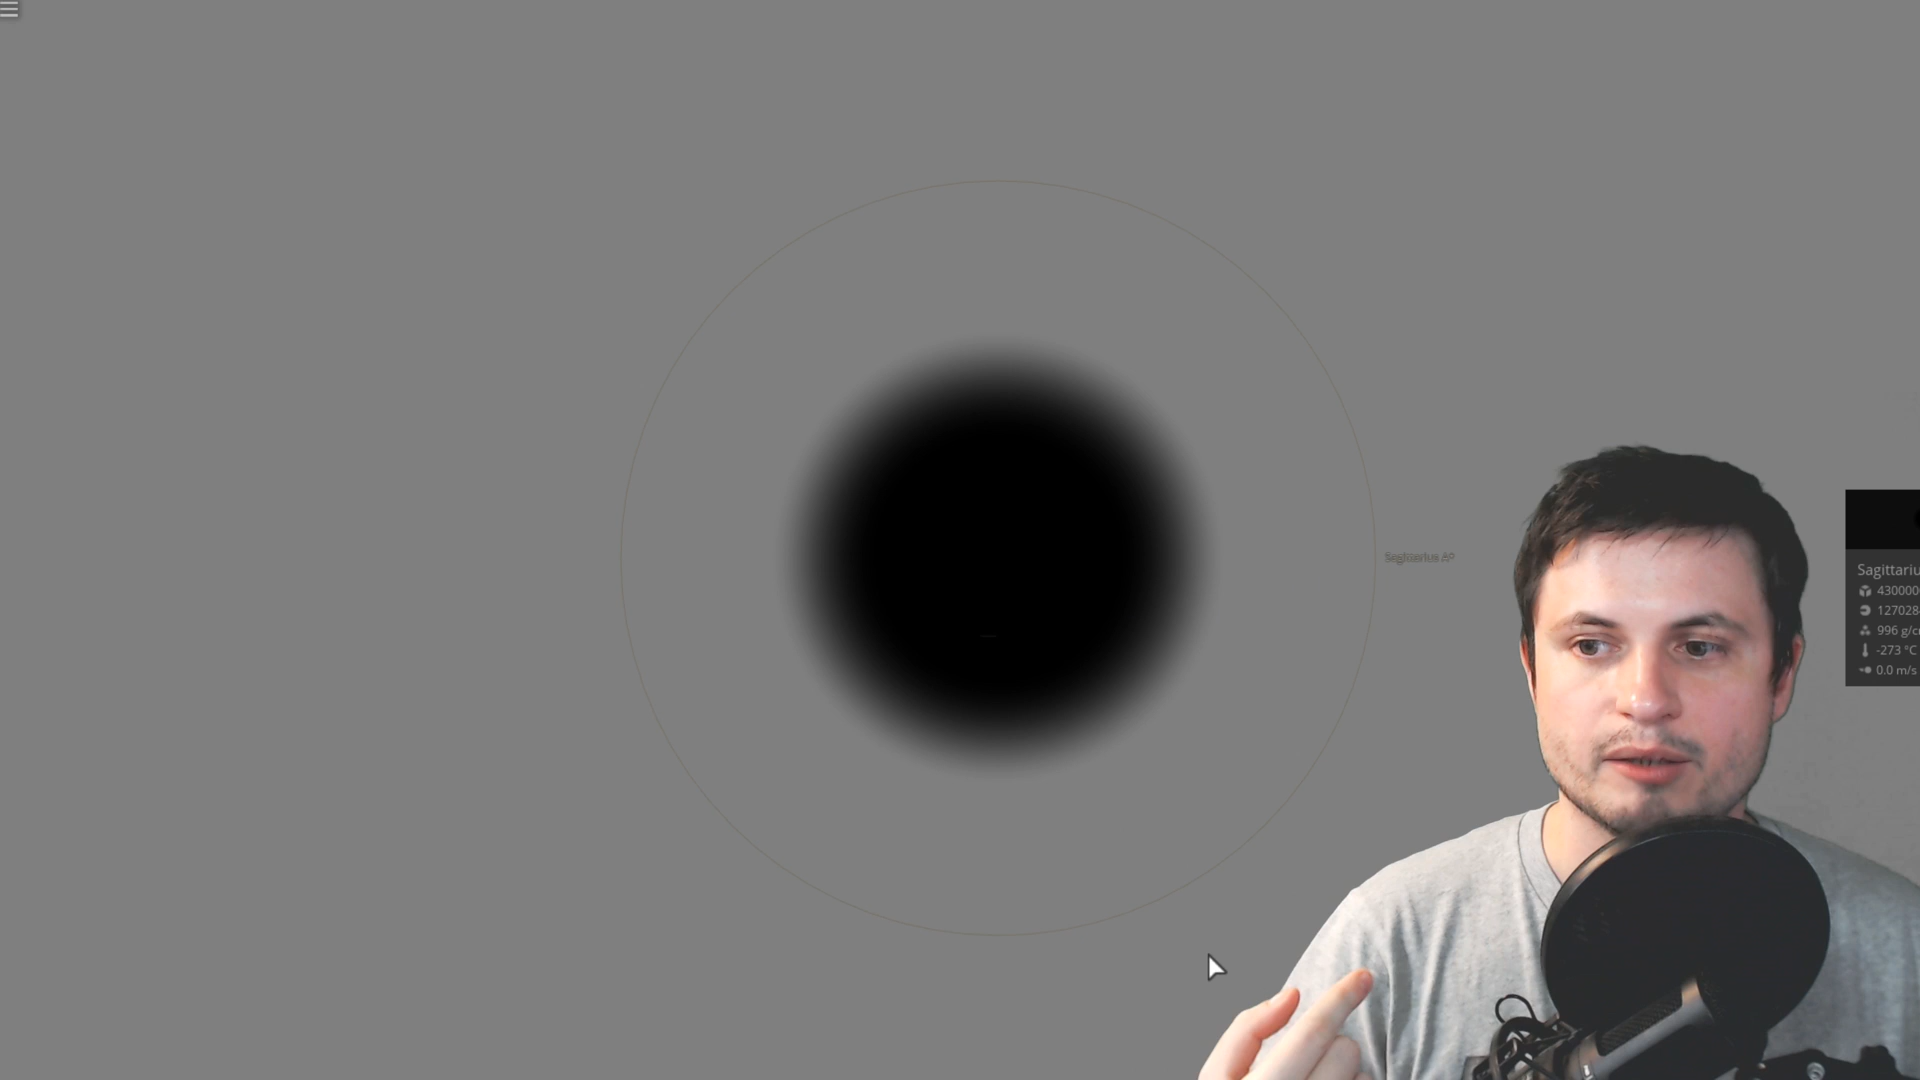 Sagittarius A*
Sagittariu
430000
127028
996 g/c
-273 °C
0.0 m/s